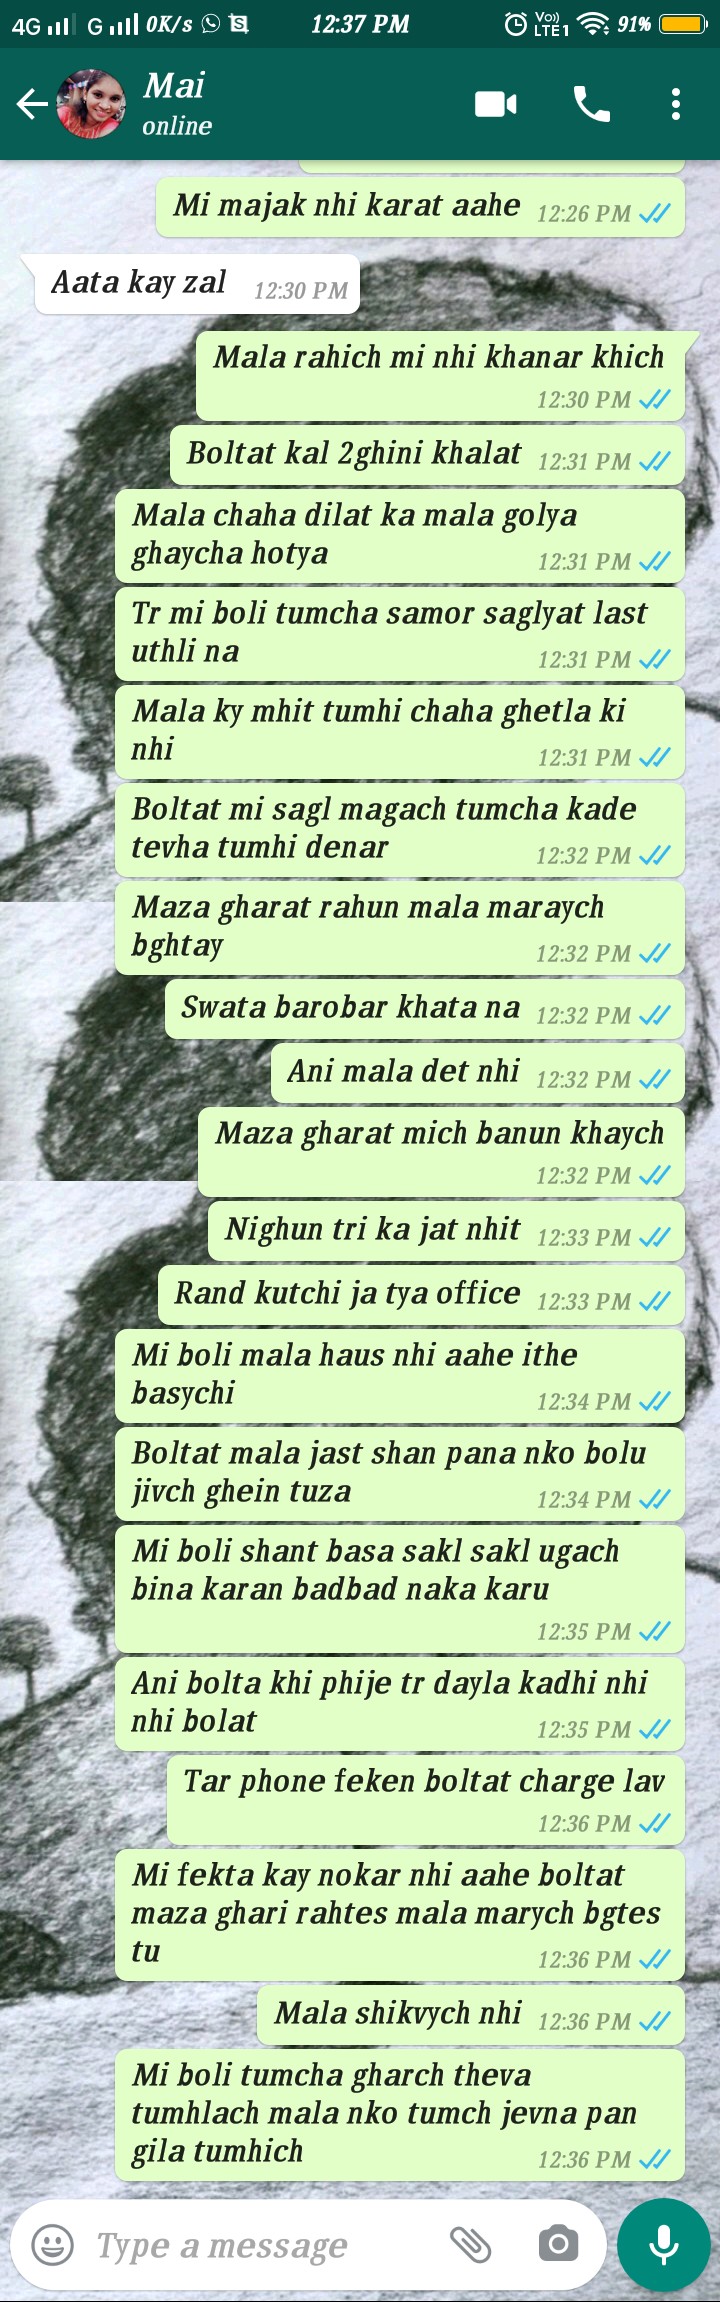 4G G 0K/s 12:37 PM Vo)) LTE1 91%
Mai
online
Mi majak nhi karat aahe 12:26 PM
Aata kay zal 12:30 PM
Mala rahich mi nhi khanar khich
12:30 PM
Boltat kal 2ghini khalat 12:31 PM
Mala chaha dilat ka mala golya
ghaycha hotya 12:31 PM
Tr mi boli tumcha samor saglyat last
uthli na 12:31 PM
Mala ky mhit tumhi chaha ghetla ki
nhi 12:31 PM
Boltat mi sagl magach tumcha kade
tevha tumhi denar 12:32 PM
Maza gharat rahun mala maraych
bghtay 12:32 PM
Swata barobar khata na 12:32 PM
Ani mala det nhi 12:32 PM
Maza gharat mich banun khaych
12:32 PM
Nighun tri ka jat nhit 12:33 PM
Rand kutchi ja tya office 12:33 PM
Mi boli mala haus nhi aahe ithe
basychi 12:34 PM
Boltat mala jast shan pana nko bolu
jivch ghein tuza 12:34 PM
Mi boli shant basa sakl sakl ugach
bina karan badbad naka karu
12:35 PM
Ani bolta khi phije tr dayla kadhi nhi
nhi bolat 12:35 PM
Tar phone feken boltat charge lav
12:36 PM
Mi fekta kay nokar nhi aahe boltat
maza ghari rahtes mala marych bgtes
tu 12:36 PM
Mala shikvych nhi 12:36 PM
Mi boli tumcha gharch theva
tumhlach mala nko tumch jevna pan
gila tumhich 12:36 PM
Type a message